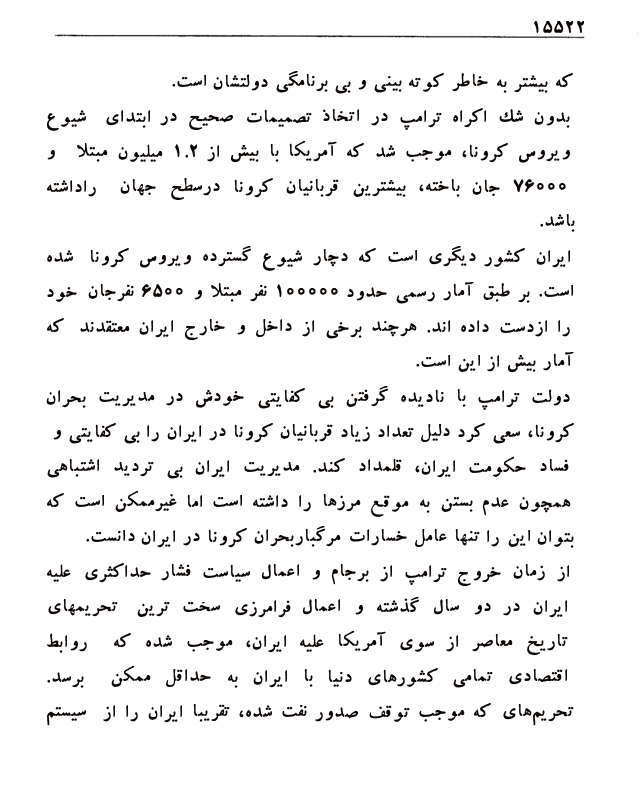 ۱۵۵۲۲
که بیشتر به خاطر کوته بینی و بی برنامگی دولتشان است.
بدون شك اکراه ترامپ در اتخاذ تصمیمات صحیح در ابتدای شیوع
ویروس کرونا، موجب شد که آمریکا با بیش از ۱.۲ میلیون مبتلا و
۷۶۰۰۰ جان باخته، بیشترین قربانیان کرونا درسطح جهان راداشته
باشد.
ایران کشور دیگری است که دچار شیوع گسترده ویروس کرونا شده
است. بر طبق آمار رسمی حدود ۱۰۰۰۰۰ نفر مبتلا و ۶۵۰۰ نفرجان خود
را ازدست داده اند. هرچند برخی از داخل و خارج ایران معتقدند که
آمار بیش از این است.
دولت ترامپ با نادیده گرفتن بی کفایتی خودش در مدیریت بحران
کرونا، سعی کرد دلیل تعداد زیاد قربانیان کرونا در ایران را بی کفایتی و
فساد حکومت ایران، قلمداد کند. مدیریت ایران بی تردید اشتباهی
همچون عدم بستن به موقع مرزها را داشته است اما غیرممکن است که
بتوان این را تنها عامل خسارات مرگباربحران کرونا در ایران دانست.
از زمان خروج ترامپ از برجام و اعمال سیاست فشار حداکثری علیه
ایران در دو سال گذشته و اعمال فرامرزی سخت ترین تحریمهای
تاریخ معاصر از سوی آمریکا علیه ایران، موجب شده که روابط
اقتصادی تمامی کشورهای دنیا با ایران به حداقل ممکن برسد.
تحریم‌های که موجب توقف صدور نفت شده، تقریبا ایران را از سیستم